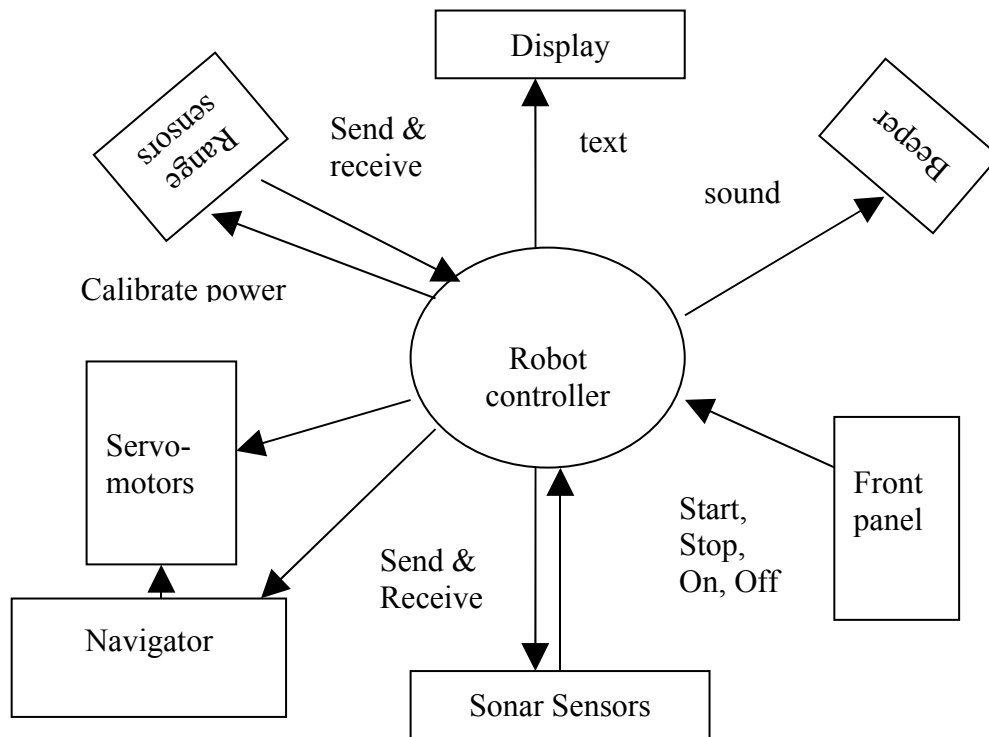 Display
Range
sensors
Send &
receive
text
Beeper
sound
Calibrate power
Robot
controller
Servo-
motors
Front
panel
Start,
Stop,
On, Off
Send &
Receive
Navigator
Sonar Sensors